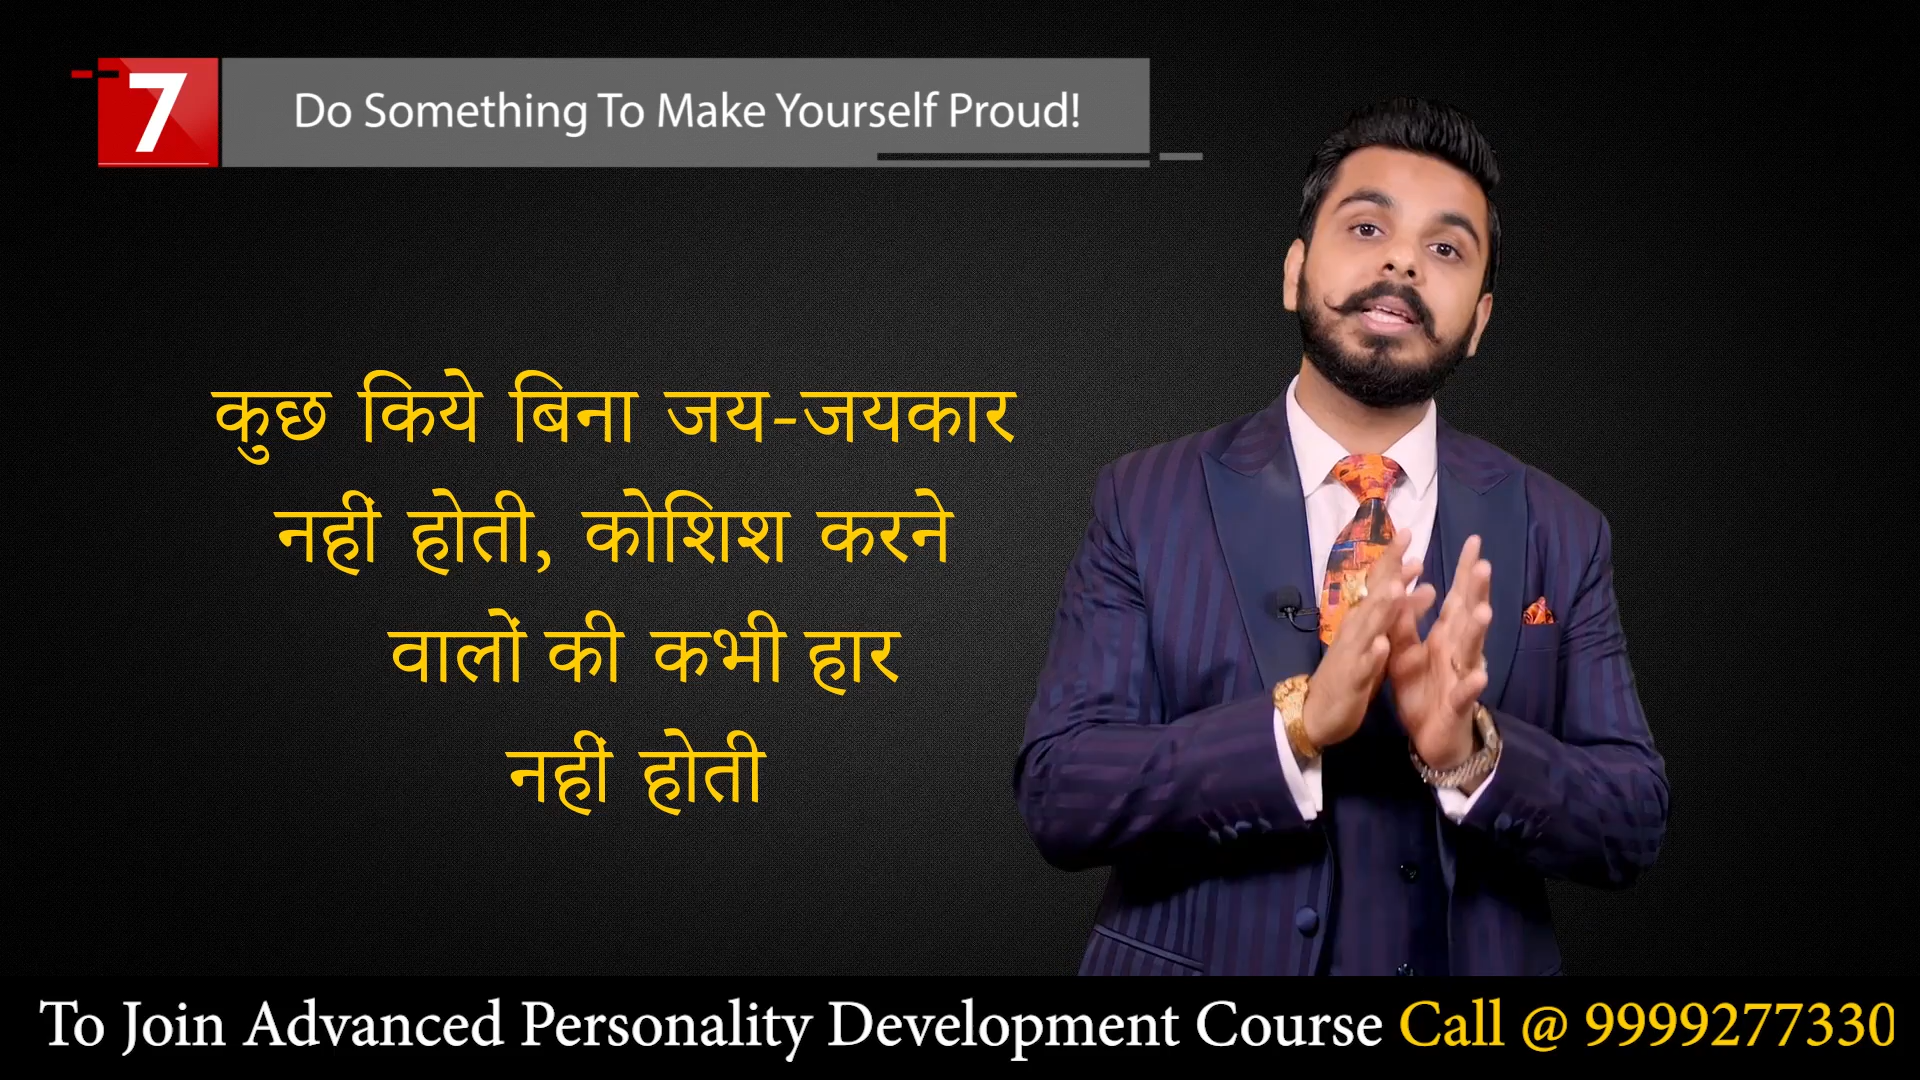 7
Do Something To Make Yourself Proud!
कुछ किये बिना जय-जयकार
नहीं होती, कोशिश करने
वालों की कभी हार
नहीं होती
To Join Advanced Personality Development Course Call @ 9999277330